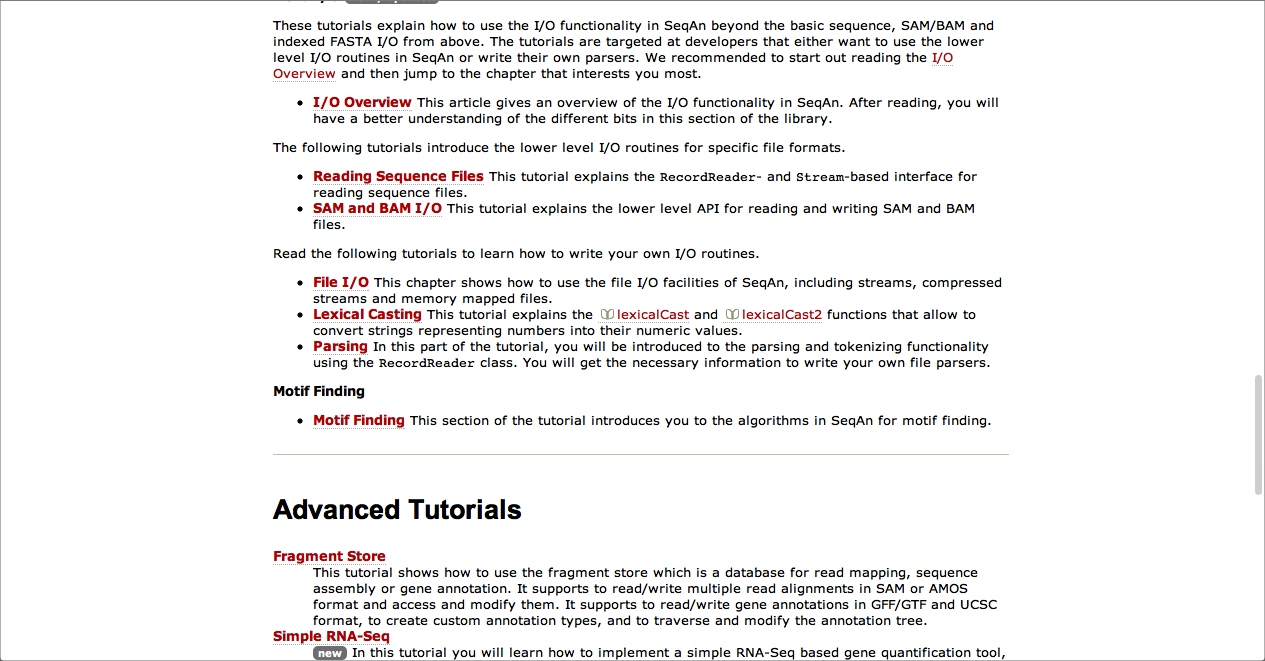 These tutorials explain how to use the I/O functionality in SeqAn beyond the basic sequence, SAM/BAM and
indexed FASTA I/O from above. The tutorials are targeted at developers that either want to use the lower
level I/O routines in SeqAn or write their own parsers. We recommended to start out reading the I/O
Overview and then jump to the chapter that interests you most.
• I/O Overview This article gives an overview of the I/O functionality in SeqAn. After reading, you will
have a better understanding of the different bits in this section of the library.
The following tutorials introduce the lower level I/O routines for specific file formats.
• Reading Sequence Files This tutorial explains the RecordReader- and Stream-based interface for
reading sequence files.
• SAM and BAM I/O This tutorial explains the lower level API for reading and writing SAM and BAM
files.
Read the following tutorials to learn how to write your own I/O routines.
• File I/O This chapter shows how to use the file I/O facilities of SeqAn, including streams, compressed
streams and memory mapped files.
• Lexical Casting This tutorial explains the lexicalCast and lexicalCast2 functions that allow to
convert strings representing numbers into their numeric values.
• Parsing In this part of the tutorial, you will be introduced to the parsing and tokenizing functionality
using the RecordReader class. You will get the necessary information to write your own file parsers.
Motif Finding
• Motif Finding This section of the tutorial introduces you to the algorithms in SeqAn for motif finding.
Advanced Tutorials
Fragment Store
This tutorial shows how to use the fragment store which is a database for read mapping, sequence
assembly or gene annotation. It supports to read/write multiple read alignments in SAM or AMOS
format and access and modify them. It supports to read/write gene annotations in GFF/GTF and UCSC
format, to create custom annotation types, and to traverse and modify the annotation tree.
Simple RNA-Seq
new In this tutorial you will learn how to implement a simple RNA-Seq based gene quantification tool,